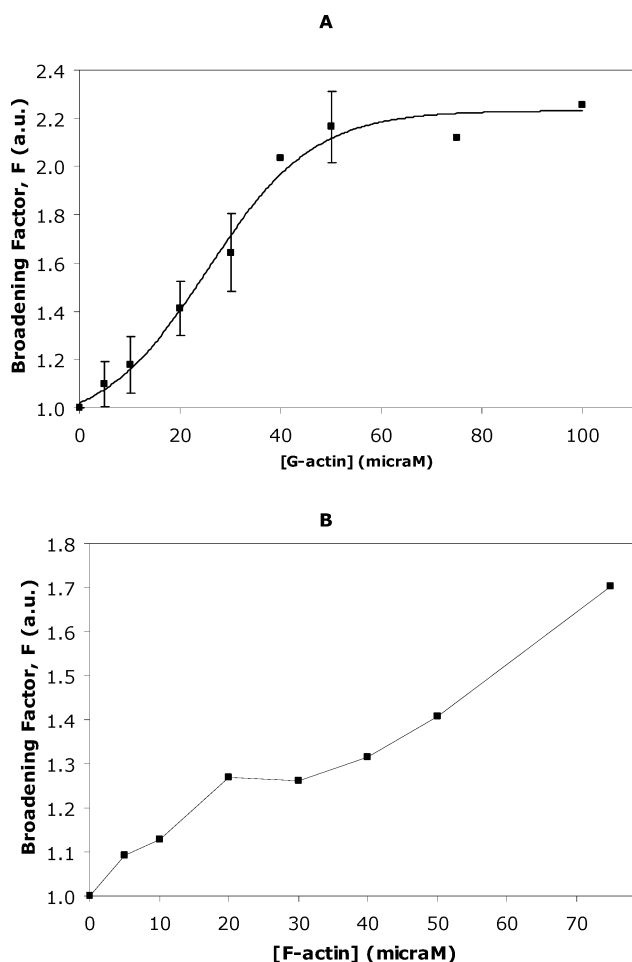 A
Broadening Factor, F (a.u.)
2.4
2.2
2.0
1.8
1.6
1.4
1.2
1.0
0 20 40 60 80 100
[G-actin] (micraM)
B
Broadening Factor, F (a.u.)
1.8
1.7
1.6
1.5
1.4
1.3
1.2
1.1
1.0
0 10 20 30 40 50 60 70
[F-actin] (micraM)